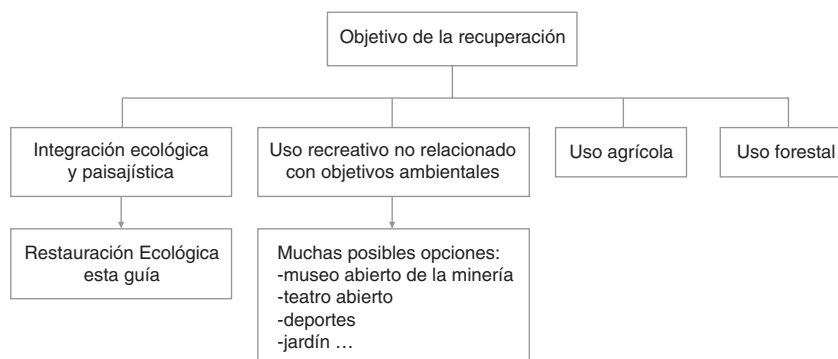 Objetivo de la recuperación
Integración ecológica
y paisajística
Uso recreativo no relacionado
con objetivos ambientales
Uso agrícola
Uso forestal
Restauración Ecológica
esta guía
Muchas posibles opciones:
-museo abierto de la minería
-teatro abierto
-deportes
-jardín ...